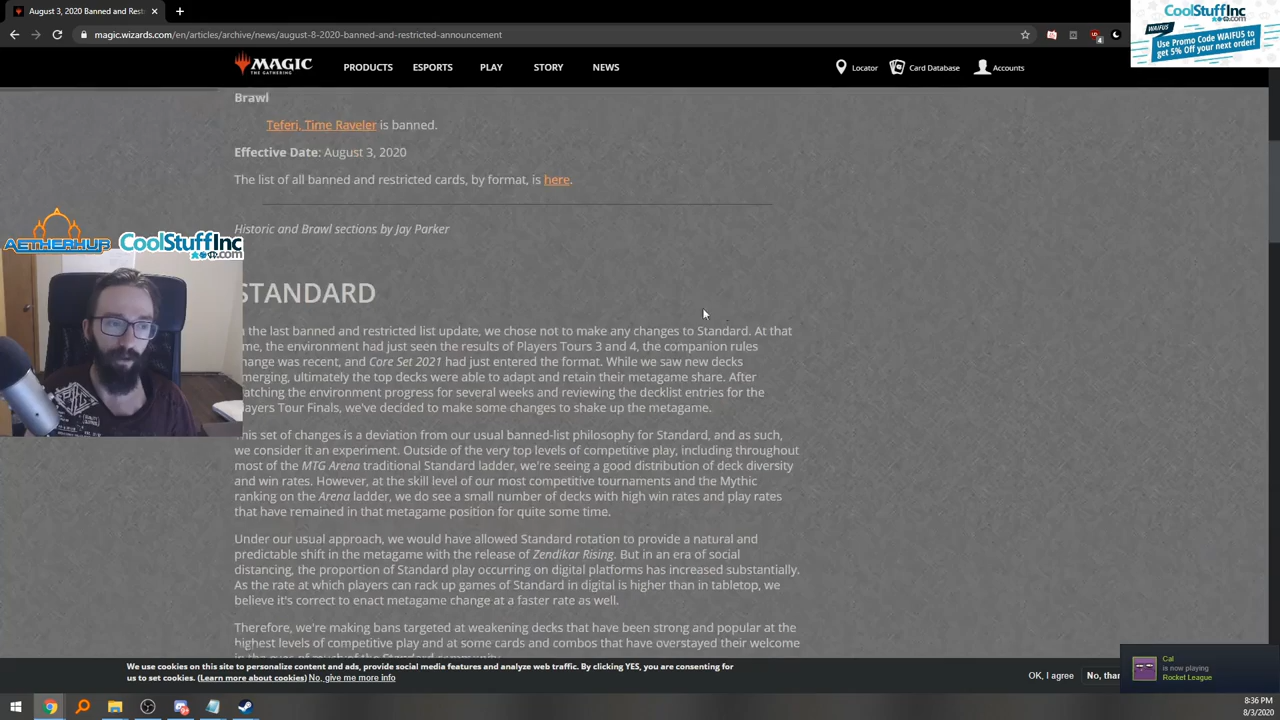 August 3, 2020 Banned and Rest
magic.wizards.com/en/articles/archive/news/august-8-2020-banned-and-restricted-announcement
CoolStuffInc
.com
WAIFU5
Use Promo Code WAIFU5 to
get 5% Off your next order!
MAGIC
THE GATHERING
PRODUCTS
PLAY
STORY
NEWS
Locator
Card Database
Accounts
Brawl
Teferi, Time Raveler is banned.
Effective Date: August 3, 2020
The list of all banned and restricted cards, by format, is here.
Historic and Brawl sections by Jay Parker
AETHERHUB
CoolStuffInc
.com
STANDARD
the last banned and restricted list update, we chose not to make any changes to Standard. At that
me, the environment had just seen the results of Players Tours 3 and 4, the companion rules
hange was recent, and Core Set 2021 had just entered the format. While we saw new decks
merging, ultimately the top decks were able to adapt and retain their metagame share. After
atching the environment progress for several weeks and reviewing the decklist entries for the
layers Tour Finals, we've decided to make some changes to shake up the metagame.
his set of changes is a deviation from our usual banned-list philosophy for Standard, and as such,
we consider it an experiment. Outside of the very top levels of competitive play, including throughout
most of the MTG Arena traditional Standard ladder, we're seeing a good distribution of deck diversity
and win rates. However, at the skill level of our most competitive tournaments and the Mythic
ranking on the Arena ladder, we do see a small number of decks with high win rates and play rates
that have remained in that metagame position for quite some time.
Under our usual approach, we would have allowed Standard rotation to provide a natural and
predictable shift in the metagame with the release of Zendikar Rising. But in an era of social
distancing, the proportion of Standard play occurring on digital platforms has increased substantially.
As the rate at which players can rack up games of Standard in digital is higher than in tabletop, we
believe it's correct to enact metagame change at a faster rate as well.
Therefore, we're making bans targeted at weakening decks that have been strong and popular at the
highest levels of competitive play and at some cards and combos that have overstayed their welcome
We use cookies on this site to personalize content and ads, provide social media features and analyze web traffic. By clicking YES, you are consenting for
us to set cookies. (Learn more about cookies) No, give me more info
OK, I agree
No, than
Cal
is now playing
Rocket League
8:36 PM
8/3/2020